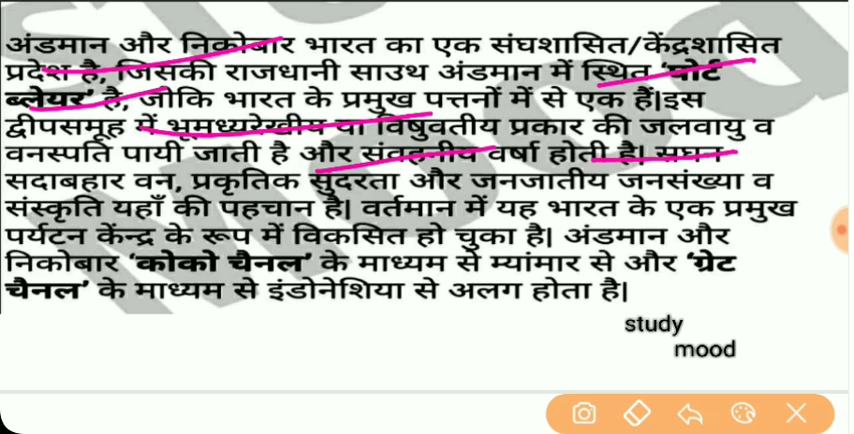 अंडमान और निकोबार भारत का एक संघशासित/केंद्रशासित
प्रदेश है, जिसकी राजधानी साउथ अंडमान में स्थित ‘पोर्ट
ब्लेयर’ है, जोकि भारत के प्रमुख पत्तनों में से एक हैं|इस
द्वीपसमूह में भूमध्यरेखीय या विषुवतीय प्रकार की जलवायु व
वनस्पति पायी जाती है और संवहनीय वर्षा होती है| सघन
सदाबहार वन, प्रकृतिक सुंदरता और जनजातीय जनसंख्या व
संस्कृति यहाँ की पहचान है| वर्तमान में यह भारत के एक प्रमुख
पर्यटन केंन्द्र के रूप में विकसित हो चुका है| अंडमान और
निकोबार ‘कोको चैनल’ के माध्यम से म्यांमार से और ‘ग्रेट
चैनल’ के माध्यम से इंडोनेशिया से अलग होता है|
study
mood